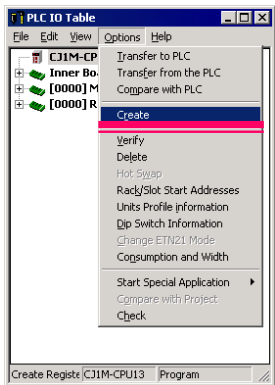 PLC IO Table
File Edit View Options Help
CJ1M-CP
Inner Bo
[0000] M
[0000] R
Transfer to PLC
Transfer from the PLC
Compare with PLC
Create
Verify
Delete
Hot Swap
Rack/Slot Start Addresses
Units Profile information
Dip Switch Information
Change ETN21 Mode
Consumption and Width
Start Special Application
Compare with Project
Check
Create Registe CJ1M-CPU13 Program